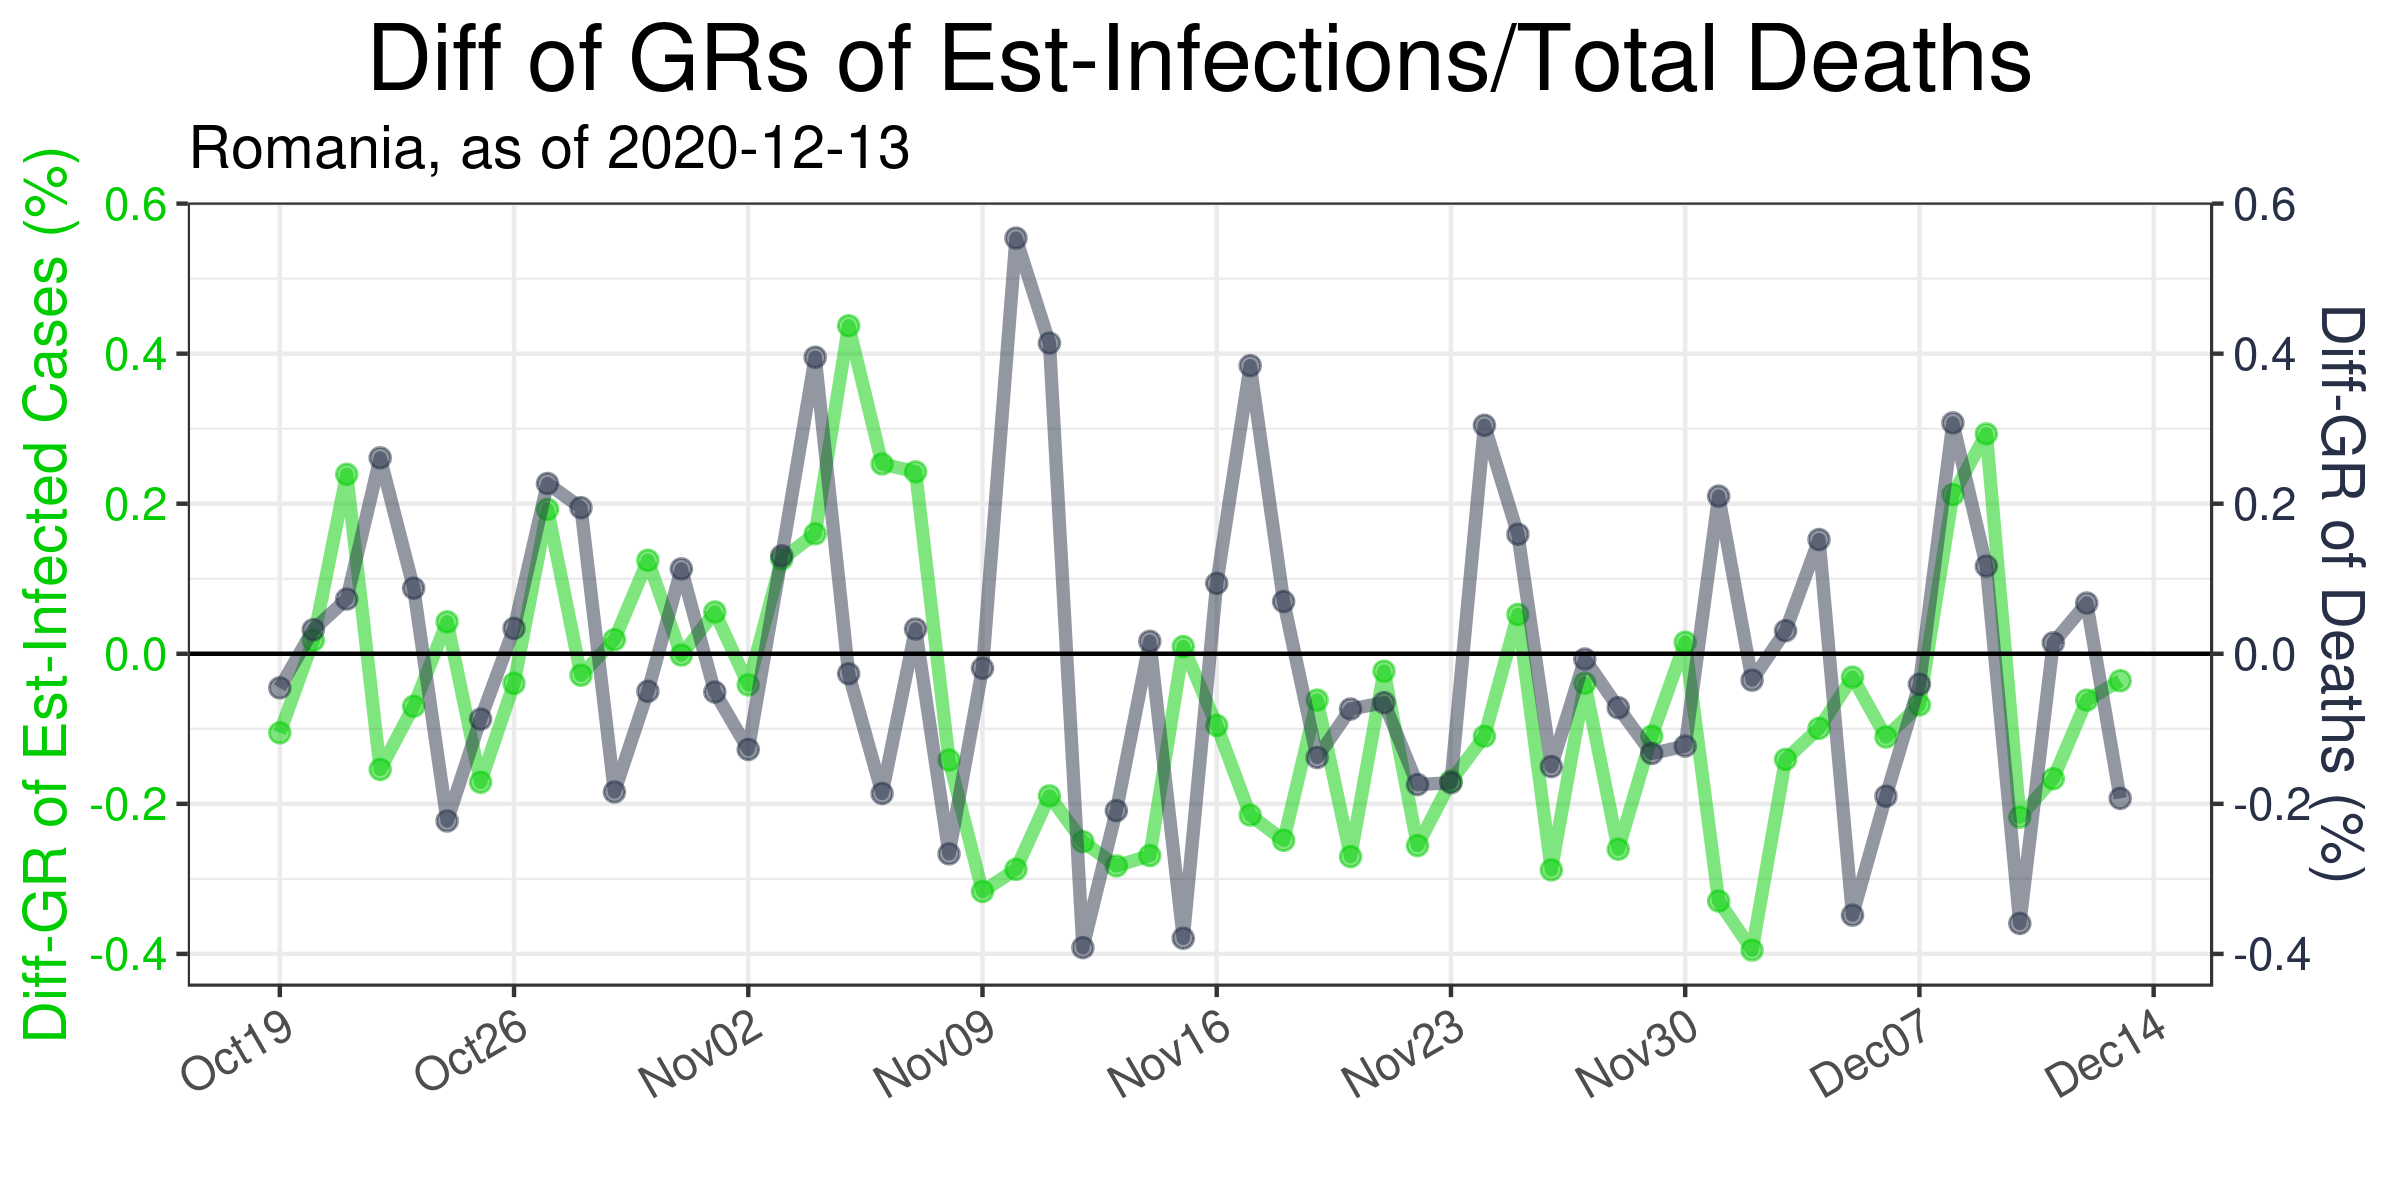 Diff of GRs of Est-Infections/Total Deaths
Romania, as of 2020-12-13
Diff-GR of Est-Infected Cases (%)
0.6
0.4
0.2
0.0
-0.2
-0.4
0.6
0.4
0.2
0.0
-0.2
-0.4
Diff-GR of Deaths (%)
Oct19
Oct26
Nov02
Nov09
Nov16
Nov23
Nov30
Dec07
Dec14